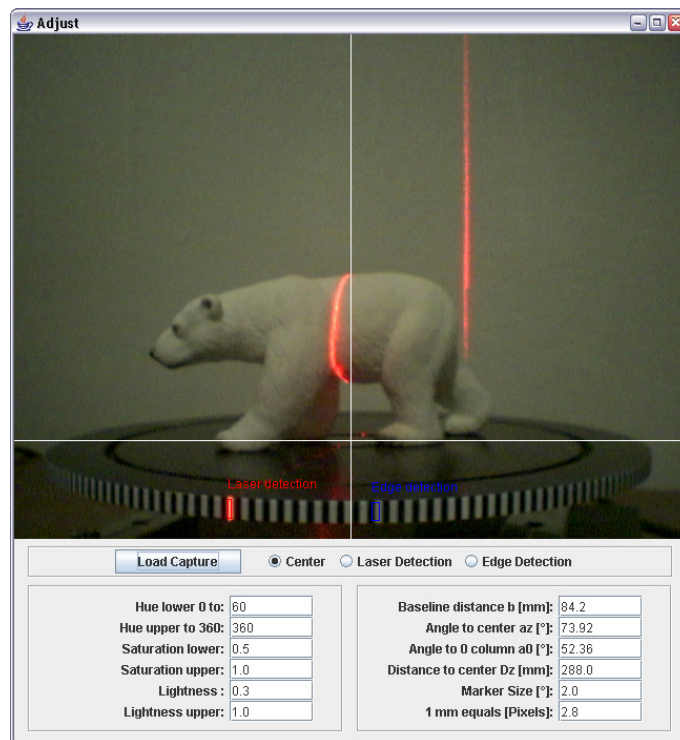 Adjust
Laser detection
Edge detection
Load Capture
Center
Laser Detection
Edge Detection
Hue lower 0 to: 60
Hue upper to 360: 360
Saturation lower: 0.5
Saturation upper: 1.0
Lightness : 0.3
Lightness upper: 1.0
Baseline distance b [mm]: 84.2
Angle to center az [°]: 73.92
Angle to 0 column a0 [°]: 52.36
Distance to center Dz [mm]: 288.0
Marker Size [°]: 2.0
1 mm equals [Pixels]: 2.8